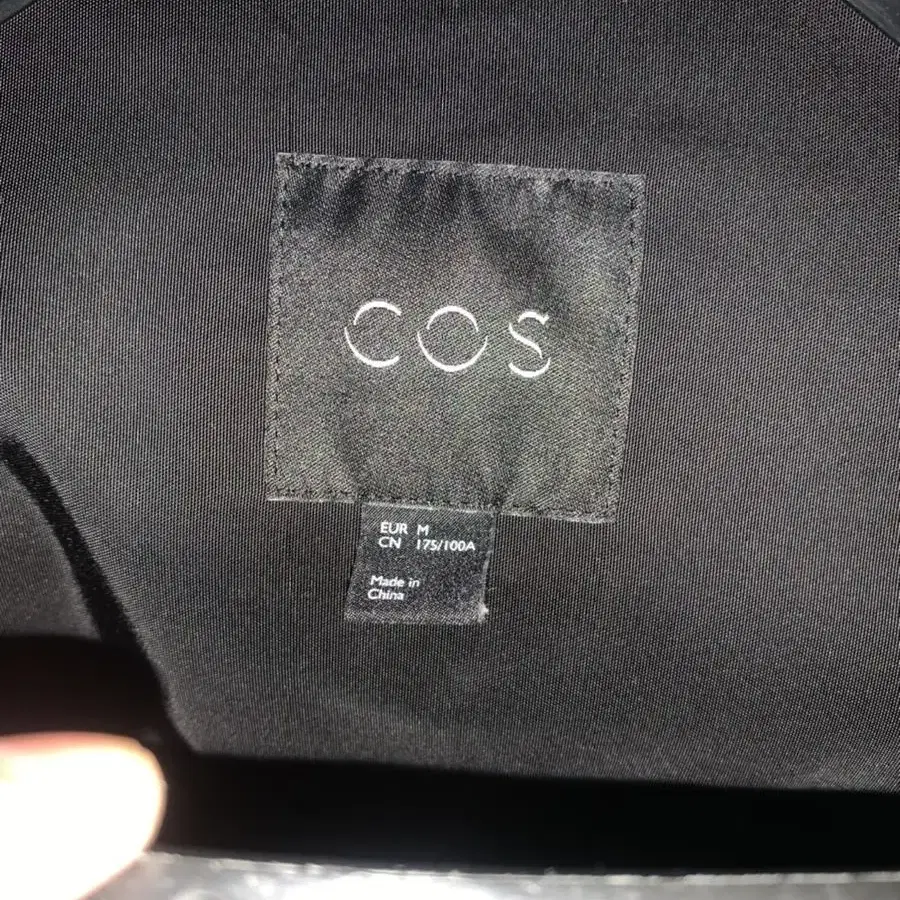 COS
EUR M
CN 175/100A
Made in
China